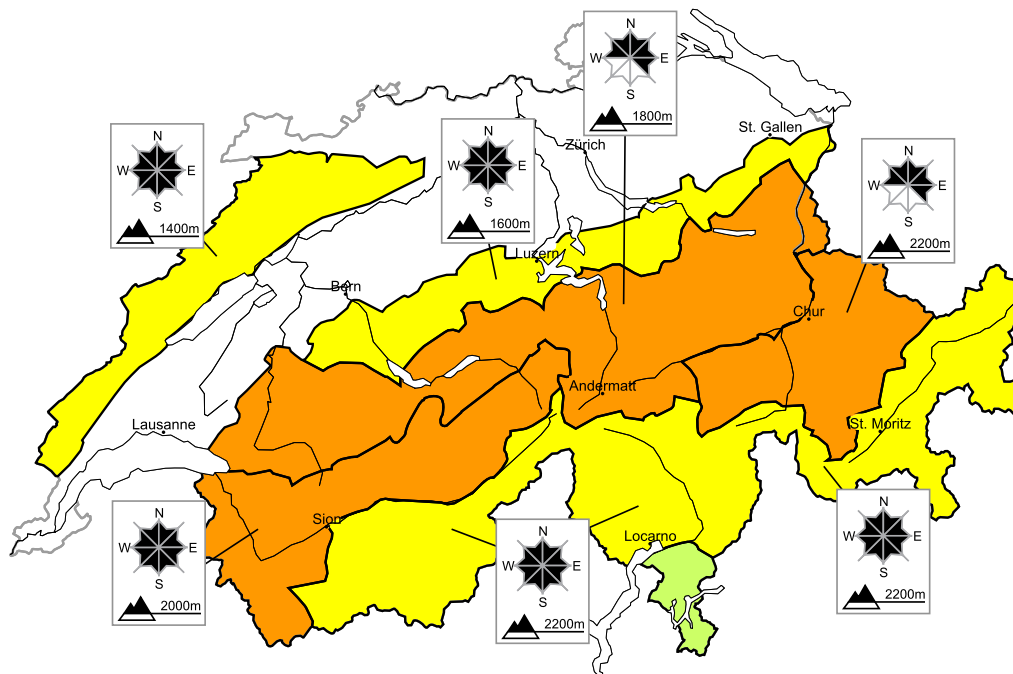 N
W E
S
1800m
N
W E
S
1400m
N
W E
S
1600m
Zürich
St. Gallen
N
W E
S
2200m
Luzern
Bern
Chur
Andermatt
Lausanne
St. Moritz
N
W E
S
2000m
Sion
N
W E
S
2200m
Locarno
N
W E
S
2200m